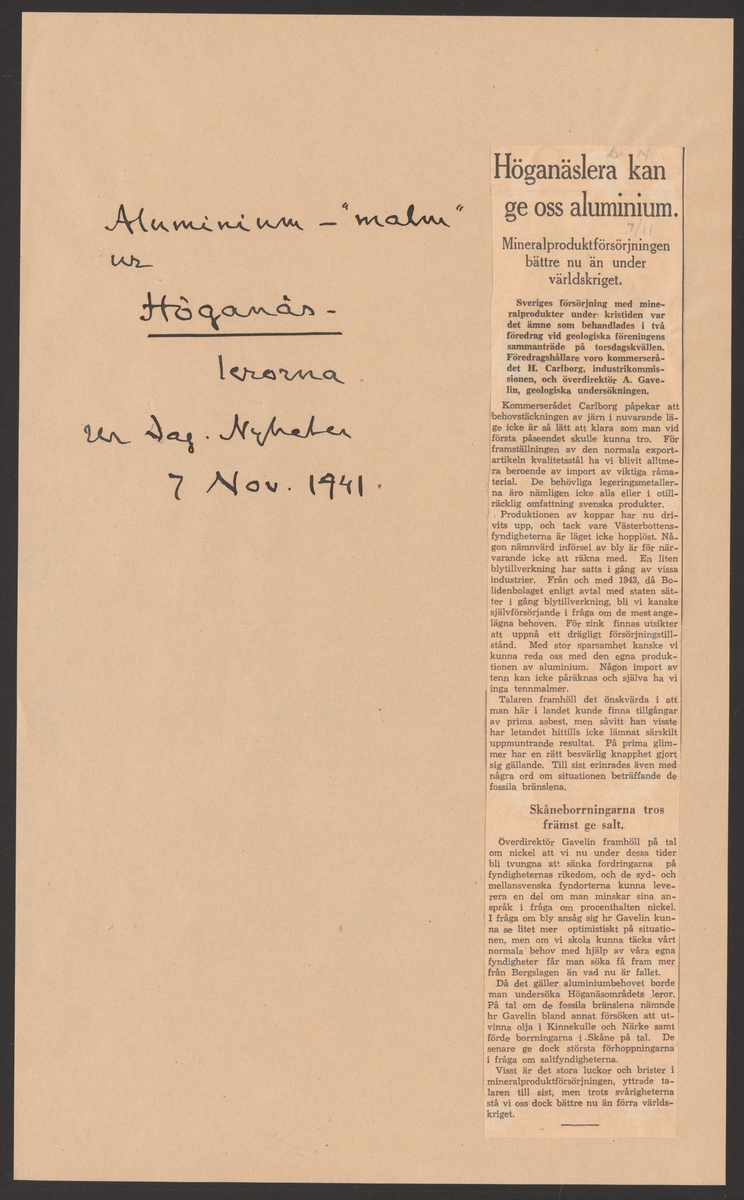 Aluminium – "malm"
ur
Höganäs-
lerorna
ur Dag. Nyheter
7 Nov. 1941.
D. N
Höganäslera kan
ge oss aluminium.
7/11
Mineralproduktförsörjningen
bättre nu än under
världskriget.
Sveriges försörjning med mine-
ralprodukter under kristiden var
det ämne som behandlades i två
föredrag vid geologiska föreningens
sammanträde på torsdagskvällen.
Föredragshållare voro kommerserå-
det H. Carlborg, industrikommis-
sionen, och överdirektör A. Gave-
lin, geologiska undersökningen.
Kommerserådet Carlborg påpekar att
behovstäckningen av järn i nuvarande lä-
ge icke är så lätt att klara som man vid
första påseendet skulle kunna tro. För
framställningen av den normala export-
artikeln kvalitetsstål ha vi blivit alltme-
ra beroende av import av viktiga råma-
terial. De behövliga legeringsmetaller-
na äro nämligen icke alls eller i otill-
räcklig omfattning svenska produkter.
Produktionen av koppar har nu dri-
vits upp, och tack vare Västerbottens-
fyndigheterna är läget icke hopplöst. Nå-
gon nämnvärd införsel av bly är för när-
varande icke att räkna med. En liten
blytillverkning har satts i gång av vissa
industrier. Från och med 1943, då Bo-
lidenbolaget enligt avtal med staten sät-
ter i gång blytillverkning, bli vi kanske
självförsörjande i fråga om de mest ange-
lägna behoven. För zink finnas utsikter
att uppnå ett drägligt försörjningstill-
stånd. Med stor sparsamhet kanske vi
kunna reda oss med den egna produk-
tionen av aluminium. Någon import av
tenn kan icke påräknas och själva ha vi
inga tennmalmer.
Talaren framhöll det önskvärda i att
man här i landet kunde finna tillgångar
av prima asbest, men såvitt han visste
har letandet hittills icke lämnat särskilt
uppmuntrande resultat. På prima glim-
mer har en rätt besvärlig knapphet gjort
sig gällande. Till sist erinrades även med
några ord om situationen beträffande de
fossila bränslena.
Skåneborrningarna tros
främst ge salt.
Överdirektör Gavelin framhöll på tal
om nickel att vi nu under dessa tider
bli tvungna att sänka fordringarna på
fyndigheternas rikedom, och de syd- och
mellansvenska fyndorterna kunna leve-
rera en del om man minskar sina an-
språk i fråga om procenthalten nickel.
I fråga om bly ansåg sig hr Gavelin kun-
na se litet mer optimistiskt på situatio-
nen, men om vi skola kunna täcka vårt
normala behov med hjälp av våra egna
fyndigheter får man söka få fram mer
från Bergslagen än vad nu är fallet.
Då det gäller aluminiumbehovet borde
man undersöka Höganäsområdets leror.
På tal om de fossila bränslena nämnde
hr Gavelin bland annat försöken att ut-
vinna olja i Kinnekulle och Närke samt
förde borrningarna i Skåne på tal. De
senare ge dock största förhoppningarna
i fråga om saltfyndigheterna.
Visst är det stora luckor och brister i
mineralproduktförsörjningen, yttrade ta-
laren till sist, men trots svårigheterna
stå vi oss dock bättre nu än förra världs-
kriget.